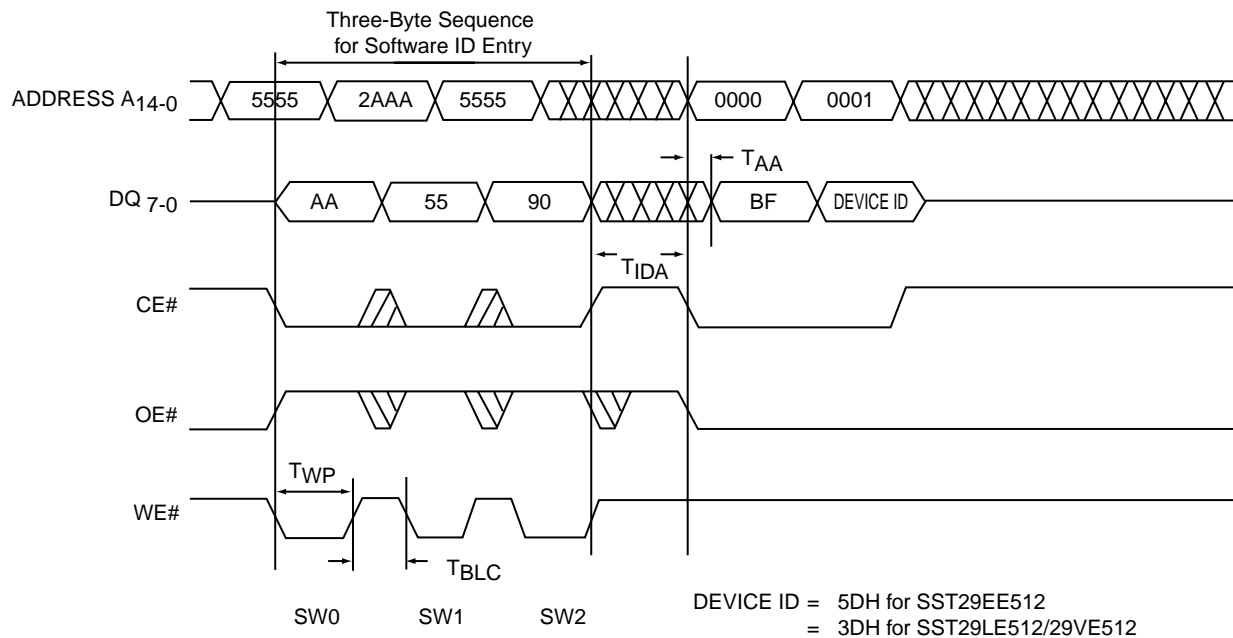 Three-Byte Sequence
for Software ID Entry
ADDRESS A14-0
5555 2AAA 5555 0000 0001
TAA
DQ 7-0
AA 55 90 BF DEVICE ID
TIDA
CE#
OE#
TWP
WE#
TBLC
SW0 SW1 SW2
DEVICE ID = 5DH for SST29EE512
= 3DH for SST29LE512/29VE512